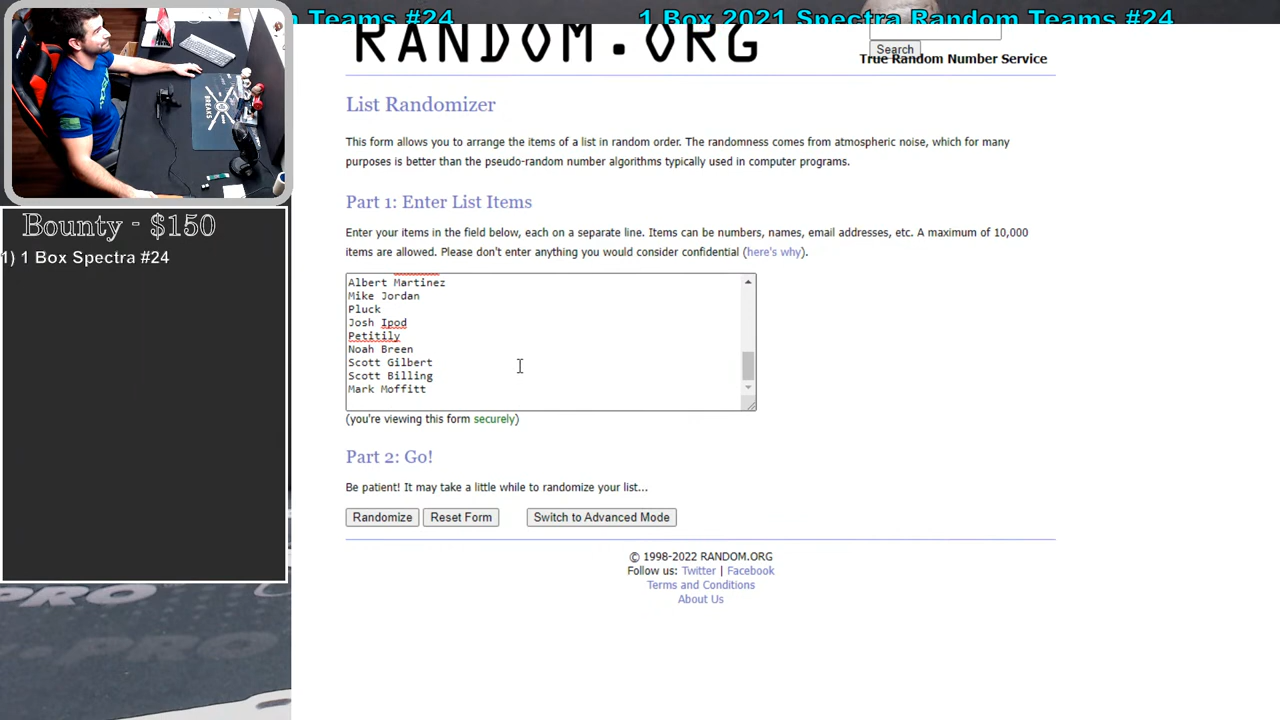 n Teams #24
1 Box 2021 Spectra Random Teams #24
RANDOM.ORG
Search
True Random Number Service
List Randomizer
This form allows you to arrange the items of a list in random order. The randomness comes from atmospheric noise, which for many
purposes is better than the pseudo-random number algorithms typically used in computer programs.
BREAKS
Bounty - $150
1) 1 Box Spectra #24
Part 1: Enter List Items
Enter your items in the field below, each on a separate line. Items can be numbers, names, email addresses, etc. A maximum of 10,000
items are allowed. Please don't enter anything you would consider confidential (here's why).
Albert Martinez
Mike Jordan
Pluck
Josh Ipod
Petitily
Noah Breen
Scott Gilbert
Scott Billing
Mark Moffitt
(you're viewing this form securely)
Part 2: Go!
Be patient! It may take a little while to randomize your list...
Randomize
Reset Form
Switch to Advanced Mode
© 1998-2022 RANDOM.ORG
Follow us: Twitter | Facebook
Terms and Conditions
About Us